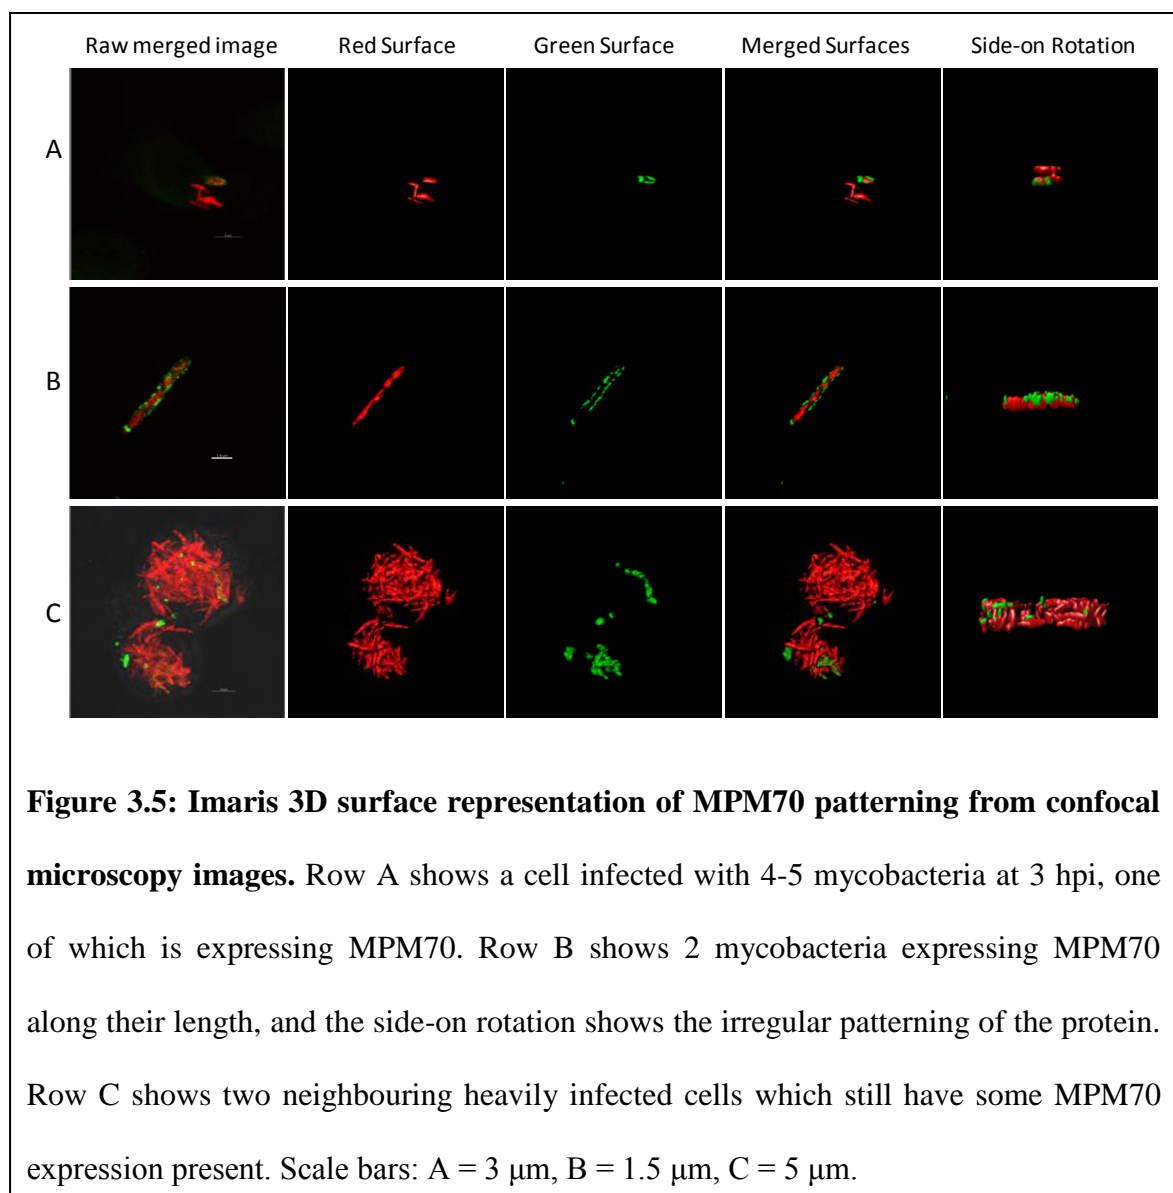 Raw merged image Red Surface Green Surface Merged Surfaces Side-on Rotation
A
B
C
Figure 3.5: Imaris 3D surface representation of MPM70 patterning from confocal
microscopy images. Row A shows a cell infected with 4-5 mycobacteria at 3 hpi, one
of which is expressing MPM70. Row B shows 2 mycobacteria expressing MPM70
along their length, and the side-on rotation shows the irregular patterning of the protein.
Row C shows two neighbouring heavily infected cells which still have some MPM70
expression present. Scale bars: A = 3 μm, B = 1.5 μm, C = 5 μm.